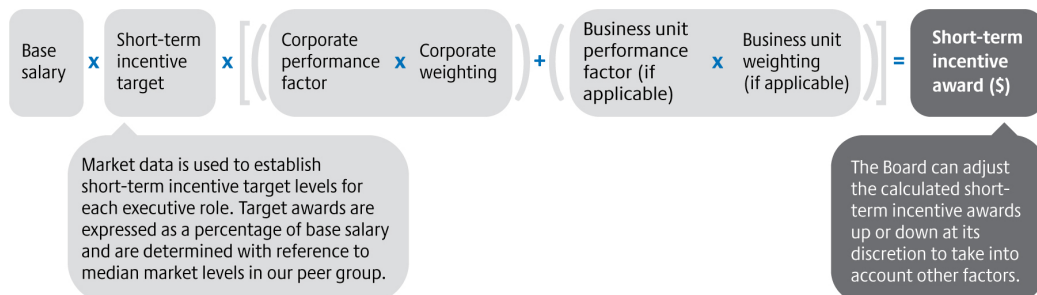 Base
salary
x
Short-term
incentive
target
x
[(
Corporate
performance
factor
x
Corporate
weighting
)
+
(
Business unit
performance
factor (if
applicable)
x
Business unit
weighting
(if applicable)
)]
=
Short-term
incentive
award ($)
Market data is used to establish
short-term incentive target levels for
each executive role. Target awards are
expressed as a percentage of base salary
and are determined with reference to
median market levels in our peer group.
The Board can adjust
the calculated short-
term incentive awards
up or down at its
discretion to take into
account other factors.